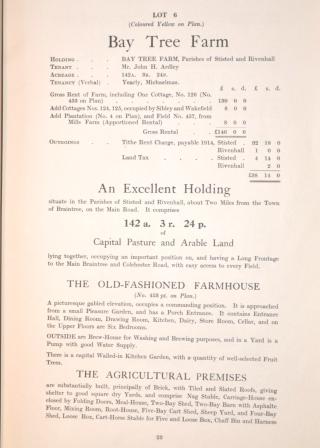 LOT 6
(Coloured Yellow on Plan.)
Bay Tree Farm
HOLDING . . . BAY TREE FARM, Parishes of Stisted and Rivenhall
TENANT . . . Mr. John H. Ardley
ACREAGE . . . 142A. 3R. 24P.
TENANCY (Verbal) . Yearly, Michaelmas.
£ s. d. £ s. d.
Gross Rent of Farm, including One Cottage, No. 126 (No.
433 on Plan) . . . . 130 0 0
Add Cottages Nos. 124, 125, occupied by Sibley and Wakefield 8 0 0
Add Plantation (No. 4 on Plan), and Field No. 437, from
Mills Farm (Apportioned Rental) . . . 8 0 0
Gross Rental . . £146 0 0
OUTGOINGS . . Tithe Rent Charge, payable 1914, Stisted . 32 18 0
Rivenhall 1 0 0
Land Tax . . . Stisted . 4 14 0
Rivenhall 2 0
£38 14 0
An Excellent Holding
situate in the Parishes of Stisted and Rivenhall, about Two Miles from the Town
of Braintree, on the Main Road. It comprises
142 a. 3 r. 24 p.
of
Capital Pasture and Arable Land
lying together, occupying an important position on, and having a Long Frontage
to the Main Braintree and Colchester Road, with easy access to every Field.
THE OLD-FASHIONED FARMHOUSE
(No. 433 pt. on Plan.)
A picturesque gabled elevation, occupies a commanding position. It is approached
from a small Pleasure Garden, and has a Porch Entrance. It contains Entrance
Hall, Dining Room, Drawing Room, Kitchen, Dairy, Store Room, Cellar, and on
the Upper Floors are Six Bedrooms.
OUTSIDE are Brew-House for Washing and Brewing purposes, and in a Yard is a
Pump with good Water Supply.
There is a capital Walled-in Kitchen Garden, with a quantity of well-selected Fruit
Trees.
THE AGRICULTURAL PREMISES
are substantially built, principally of Brick, with Tiled and Slated Roofs, giving
shelter to good square dry Yards, and comprise Nag Stable, Carriage-House en-
closed by Folding Doors, Meal-House, Two-Bay Shed, Two-Bay Barn with Asphalte
Floor, Mixing Room, Root-House, Five-Bay Cart Shed, Sheep Yard, and Four-Bay
Shed, Loose Box, Cart-Horse Stable for Five and Loose Box, Chaff Bin and Harness